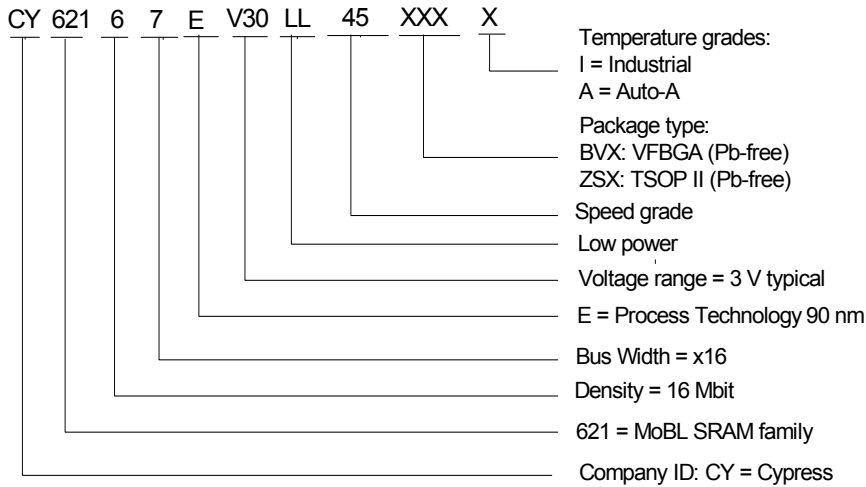 CY 621 6 7 E V30 LL 45 XXX X
Temperature grades:
I = Industrial
A = Auto-A
Package type:
BVX: VFBGA (Pb-free)
ZSX: TSOP II (Pb-free)
Speed grade
Low power
Voltage range = 3 V typical
E = Process Technology 90 nm
Bus Width = x16
Density = 16 Mbit
621 = MoBL SRAM family
Company ID: CY = Cypress